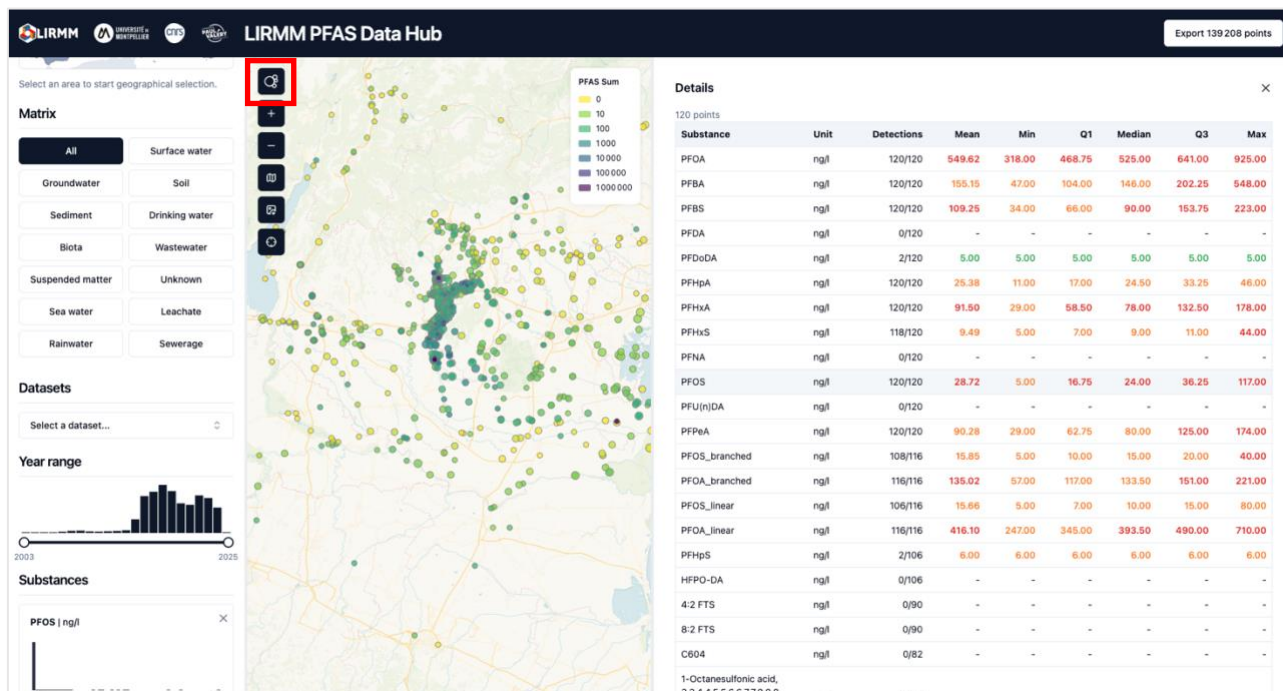 LIRMM UNIVERSITÉ DE MONTPELLIER cnrs PAUL VALÉRY LIRMM PFAS Data Hub Export 139 208 points
Select an area to start geographical selection.
Matrix
All Surface water
Groundwater Soil
Sediment Drinking water
Biota Wastewater
Suspended matter Unknown
Sea water Leachate
Rainwater Sewerage
Datasets
Select a dataset...
Year range
2003 2025
Substances
PFOS | ng/l
+
−
PFAS Sum
0
10
100
1000
10 000
100 000
1 000 000
Details
120 points
Substance Unit Detections Mean Min Q1 Median Q3 Max
PFOA ng/l 120/120 549.62 318.00 468.75 525.00 641.00 925.00
PFBA ng/l 120/120 155.15 47.00 104.00 146.00 202.25 548.00
PFBS ng/l 120/120 109.25 34.00 66.00 90.00 153.75 223.00
PFDA ng/l 0/120 - - - - - -
PFDoDA ng/l 2/120 5.00 5.00 5.00 5.00 5.00 5.00
PFHpA ng/l 120/120 25.38 11.00 17.00 24.50 33.25 46.00
PFHxA ng/l 120/120 91.50 29.00 58.50 78.00 132.50 178.00
PFHxS ng/l 118/120 9.49 5.00 7.00 9.00 11.00 44.00
PFNA ng/l 0/120 - - - - - -
PFOS ng/l 120/120 28.72 5.00 16.75 24.00 36.25 117.00
PFU(n)DA ng/l 0/120 - - - - - -
PFPeA ng/l 120/120 90.28 29.00 62.75 80.00 125.00 174.00
PFOS_branched ng/l 108/116 15.85 5.00 10.00 15.00 20.00 40.00
PFOA_branched ng/l 116/116 135.02 57.00 117.00 133.50 151.00 221.00
PFOS_linear ng/l 106/116 15.66 5.00 7.00 10.00 15.00 80.00
PFOA_linear ng/l 116/116 416.10 247.00 345.00 393.50 490.00 710.00
PFHpS ng/l 2/106 6.00 6.00 6.00 6.00 6.00 6.00
HFPO-DA ng/l 0/106 - - - - - -
4:2 FTS ng/l 0/90 - - - - - -
8:2 FTS ng/l 0/90 - - - - - -
C604 ng/l 0/82 - - - - - -
1-Octanesulfonic acid,